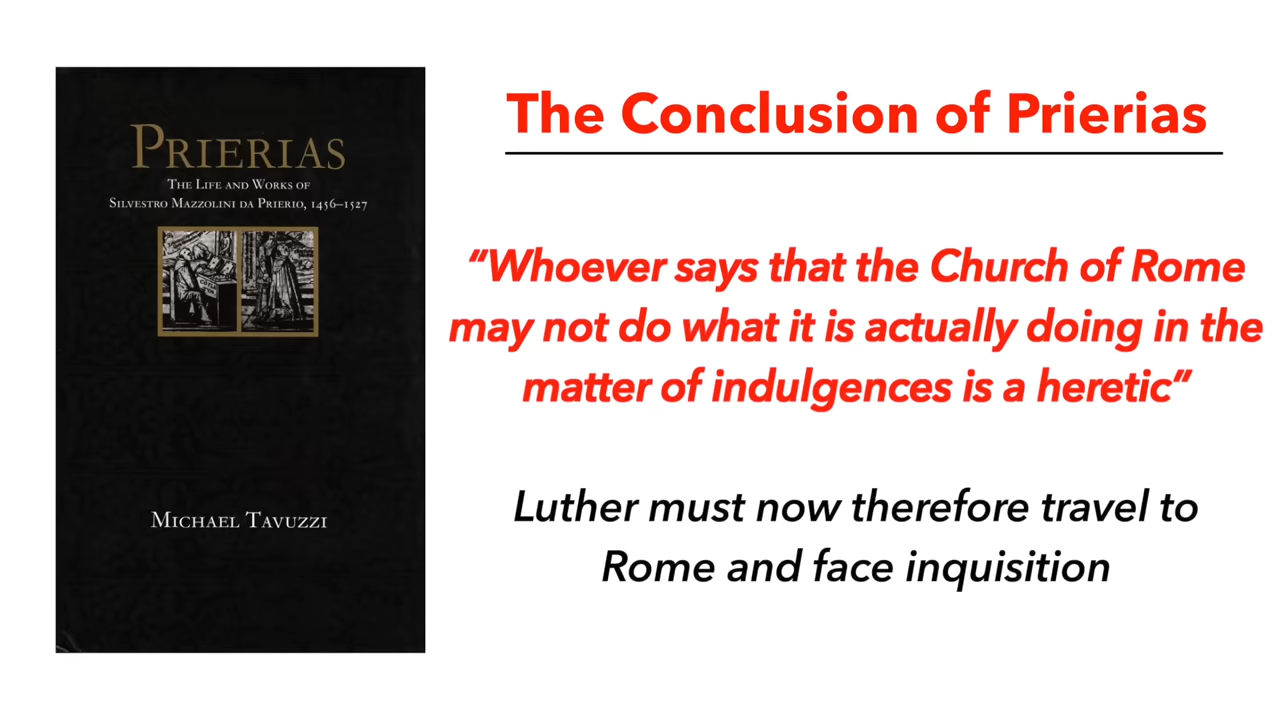 PRIERIAS
THE LIFE AND WORKS OF
SILVESTRO MAZZOLINI DA PRIERIO, 1456–1527
MICHAEL TAVUZZI
The Conclusion of Prierias
“Whoever says that the Church of Rome
may not do what it is actually doing in the
matter of indulgences is a heretic”
Luther must now therefore travel to
Rome and face inquisition